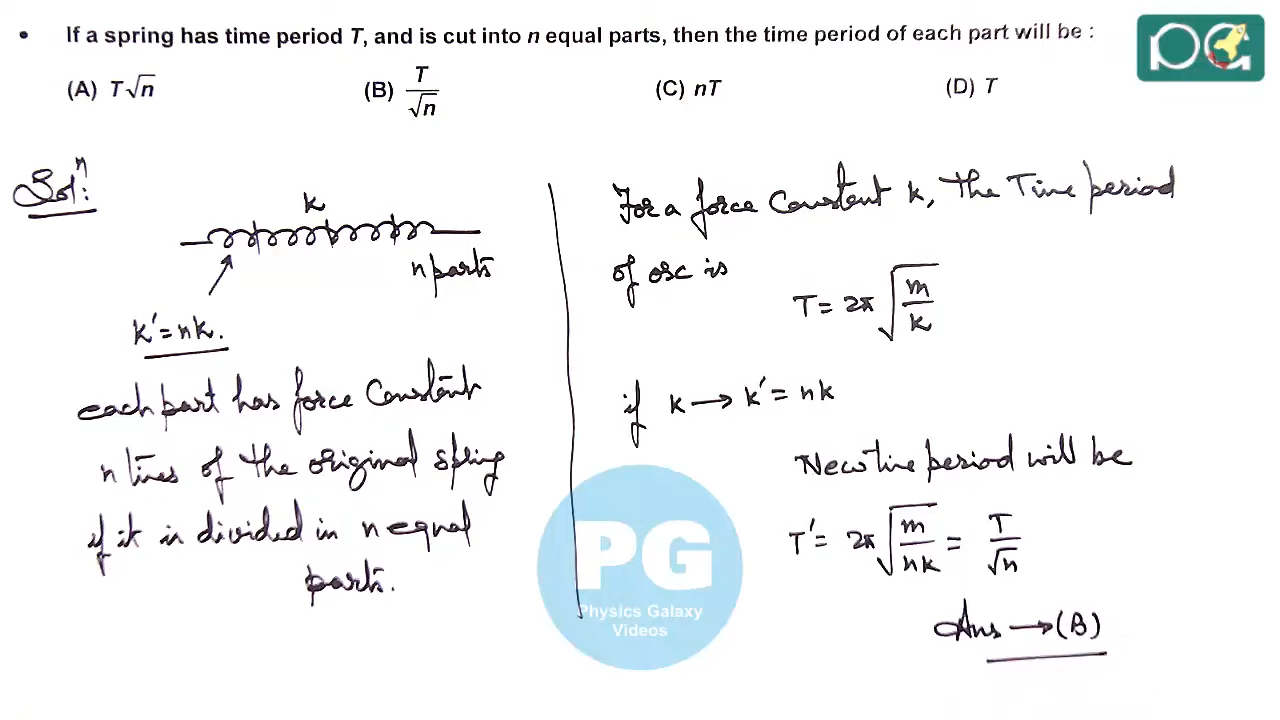 • If a spring has time period T, and is cut into n equal parts, then the time period of each part will be :
(A) T√n (B) T/√n (C) nT (D) T
PG
Solⁿ:
k
n parts
k' = nk.
each part has force Constant
n times of the original spring
if it is divided in n equal
parts.
For a force Constant k, the Time period
of osc is
T = 2π √(m/k)
if k → k' = nk
New time period will be
T' = 2π √(m/nk) = T/√n
Ans → (B)
PG
Physics Galaxy
Videos